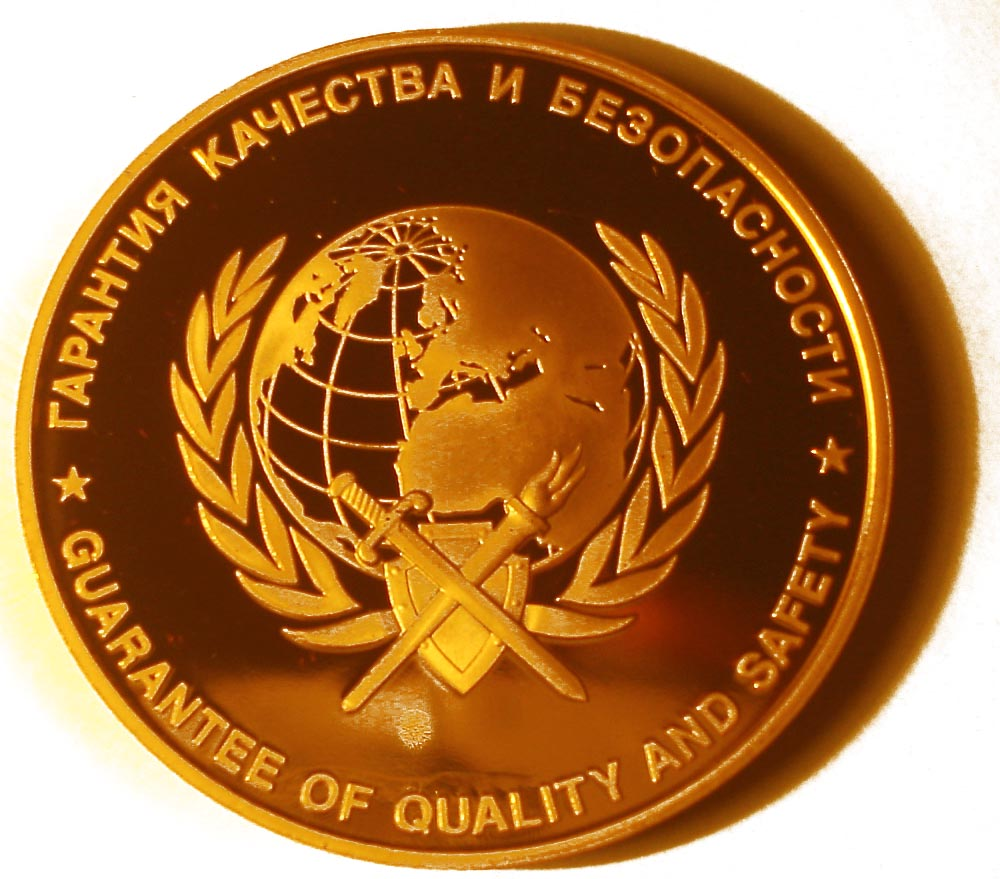 ГАРАНТИЯ КАЧЕСТВА И БЕЗОПАСНОСТИ
GUARANTEE OF QUALITY AND SAFETY